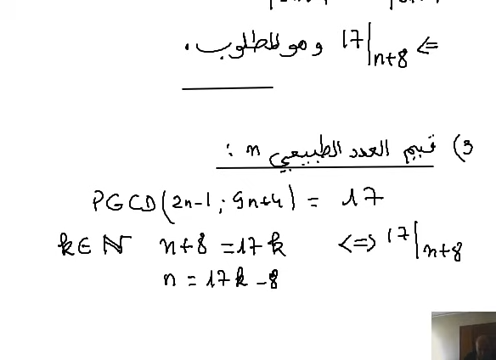 <= 17|n+8 وهو المطلوب.
3) قيم العدد الطبيعي n :
PGCD(2n-1 ; 9n+4) = 17
k∈ℕ n+8 = 17k <=> 17|n+8
n = 17k - 8